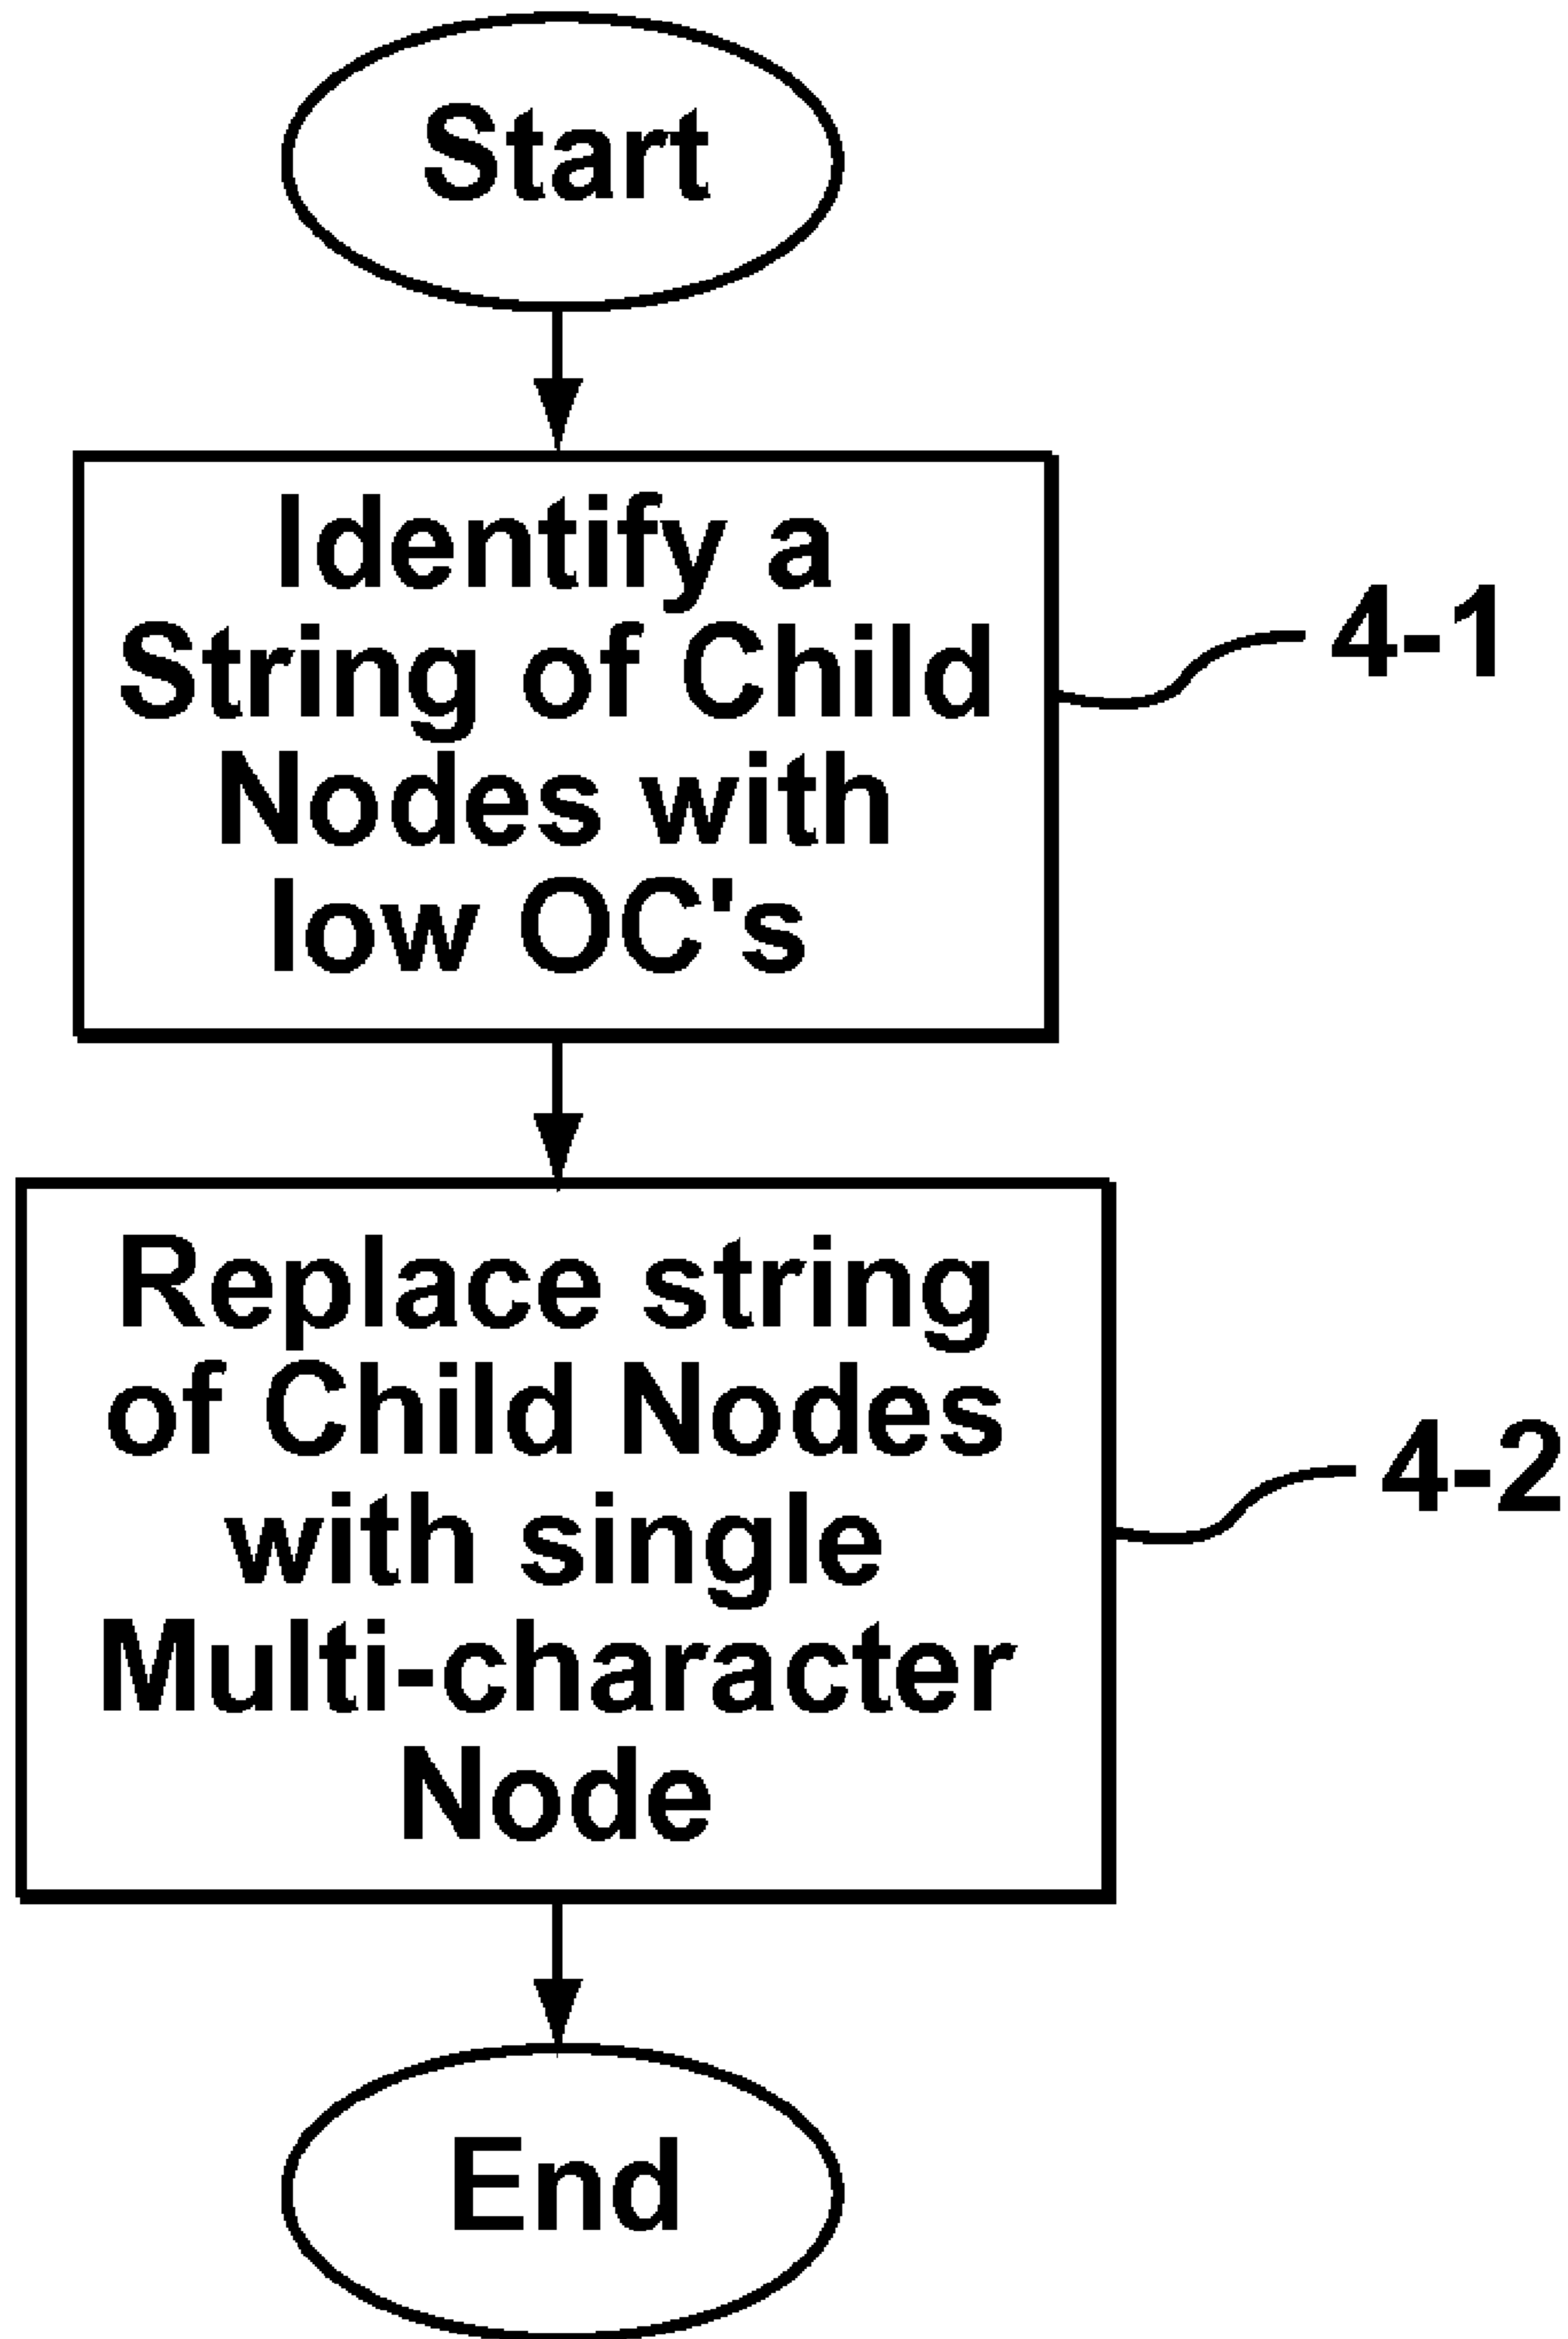 Start
Identify a
String of Child
Nodes with
low OC's
4-1
Replace string
of Child Nodes
with single
Multi-character
Node
4-2
End